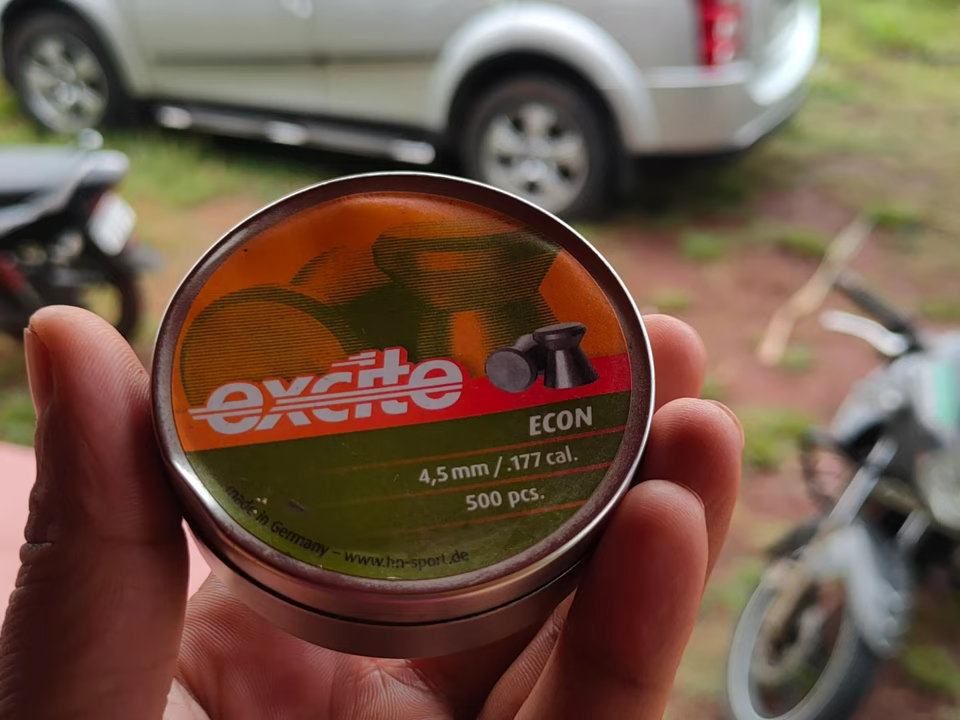 excite
ECON
4,5 mm / .177 cal.
500 pcs.
made in Germany – www.hn-sport.de